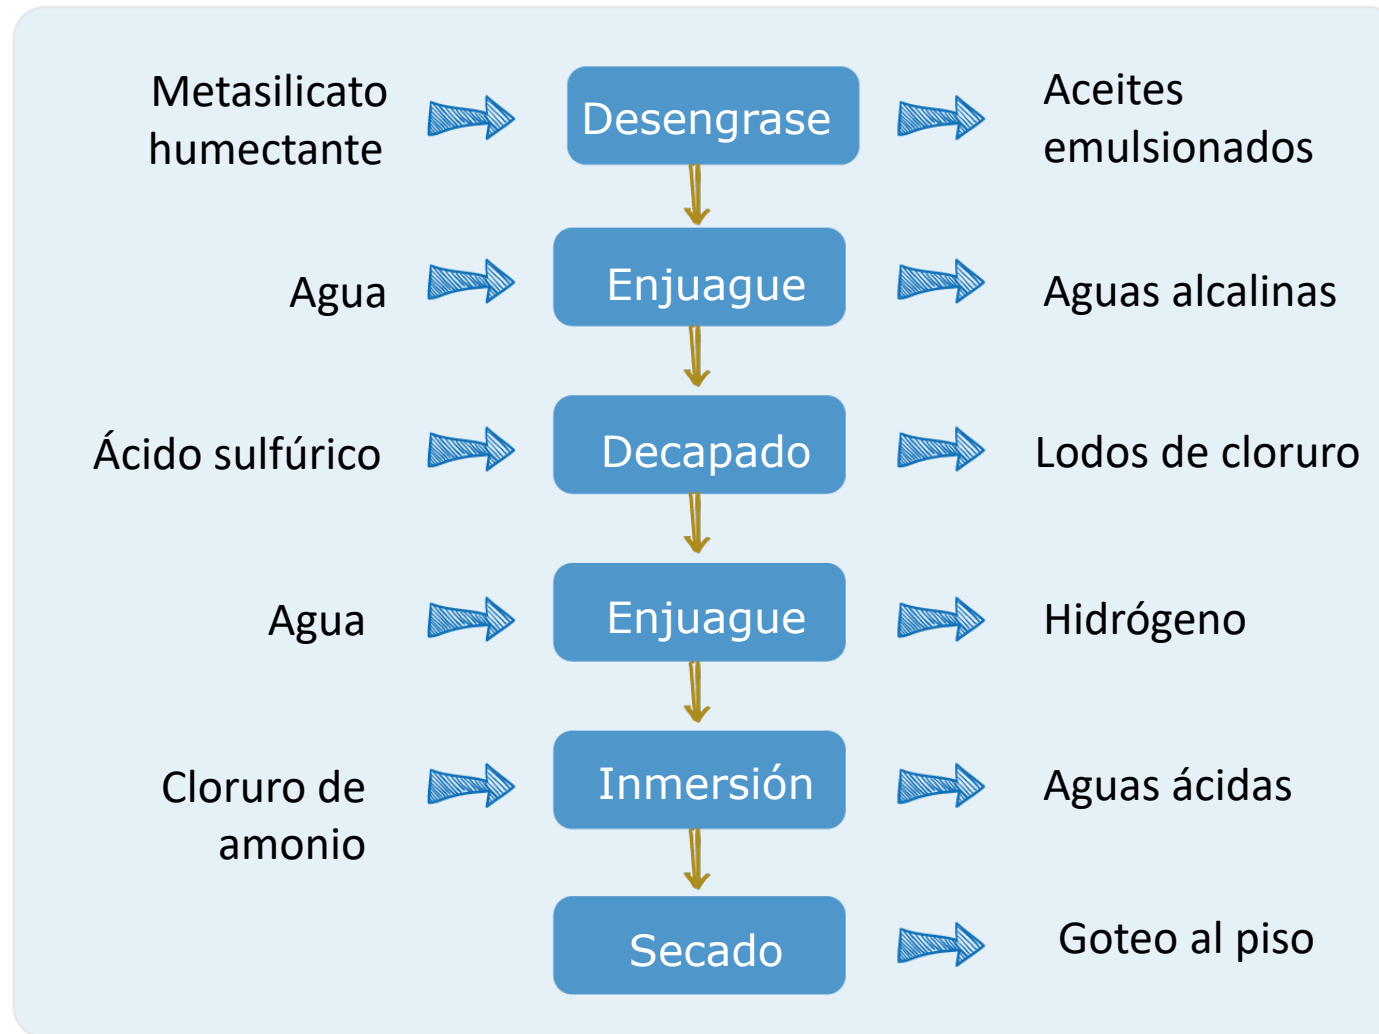 Metasilicato
humectante
Desengrase
Aceites
emulsionados
Agua
Enjuague
Aguas alcalinas
Ácido sulfúrico
Decapado
Lodos de cloruro
Agua
Enjuague
Hidrógeno
Cloruro de
amonio
Inmersión
Aguas ácidas
Secado
Goteo al piso